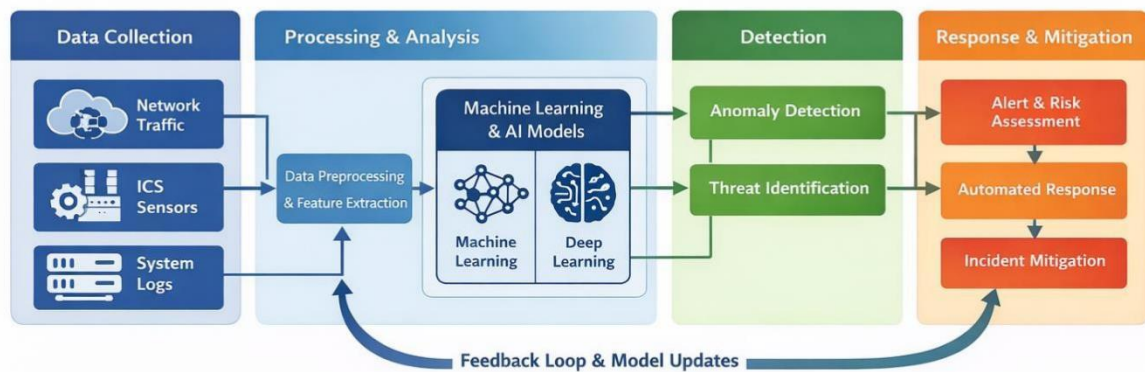 Data Collection
Network
Traffic
ICS
Sensors
System
Logs
Processing & Analysis
Data Preprocessing
& Feature Extraction
Machine Learning
& AI Models
Machine
Learning
Deep
Learning
Detection
Anomaly Detection
Threat Identification
Response & Mitigation
Alert & Risk
Assessment
Automated Response
Incident Mitigation
Feedback Loop & Model Updates